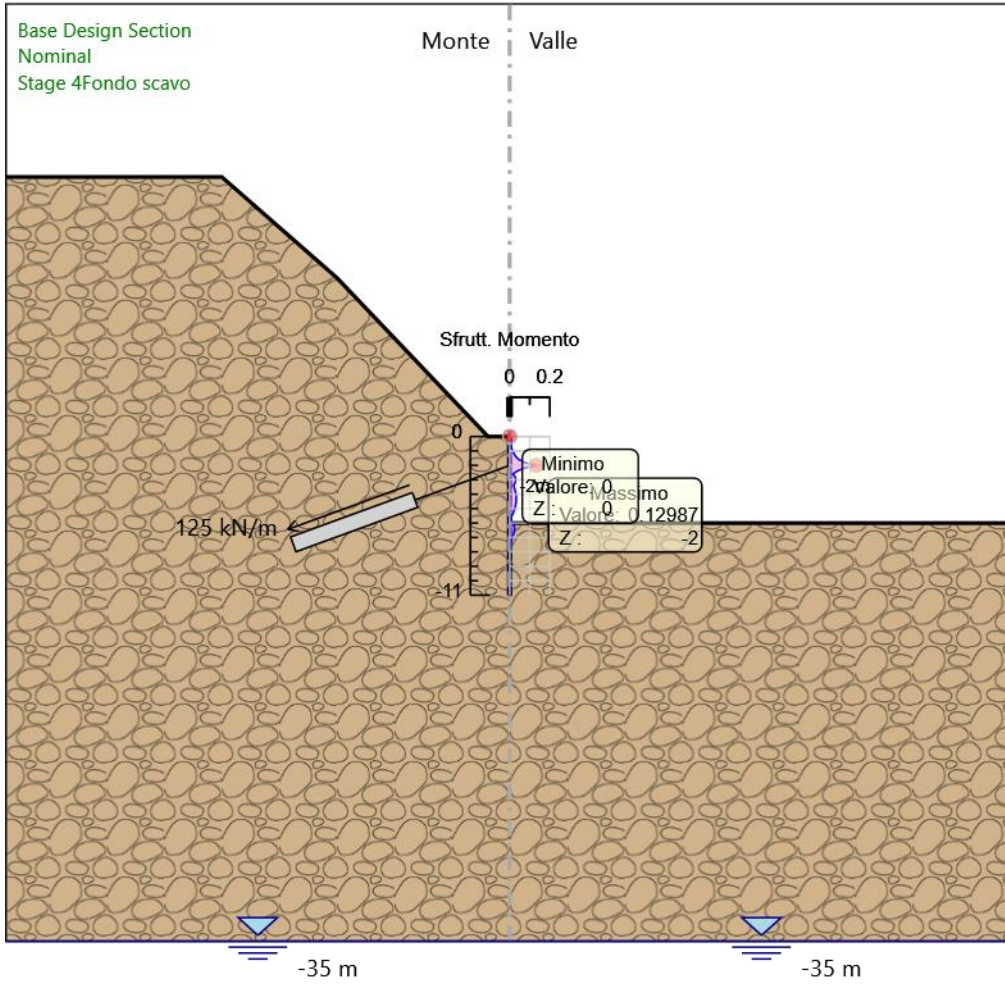 Base Design Section
Nominal
Stage 4Fondo scavo
Monte
Valle
Sfrutt. Momento
0
0.2
0
Minimo
Valore: 0
Z : 0
-2m
Massimo
Valore: 0.12987
Z : -2
125 kN/m
-11
-35 m
-35 m